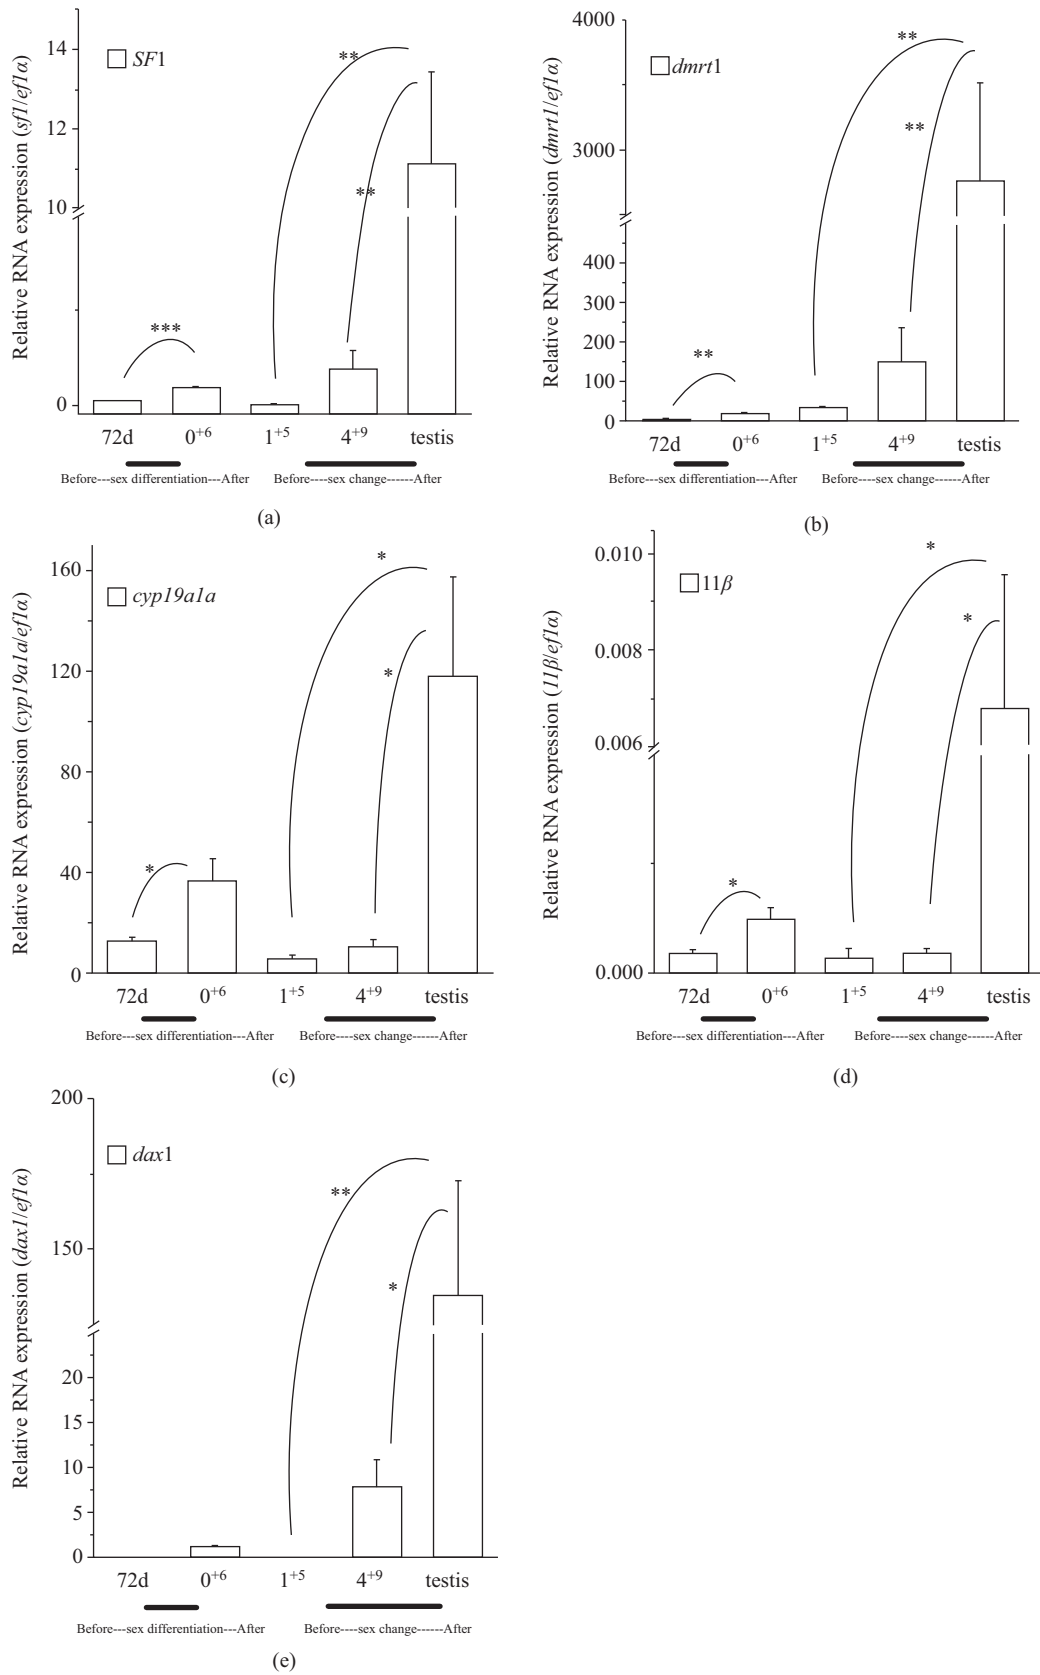 Relative RNA expression (sf1/ef1α)
SF1
14
12
10
0
**
**
***
72d 0+6 1+5 4+9 testis
Before---sex differentiation---After Before----sex change------After
(a)
Relative RNA expression (dmrt1/ef1α)
dmrt1
4000
3000
400
300
200
100
0
**
**
**
72d 0+6 1+5 4+9 testis
Before---sex differentiation---After Before----sex change------After
(b)
Relative RNA expression (cyp19a1a/ef1α)
cyp19a1a
160
120
80
40
0
*
*
*
72d 0+6 1+5 4+9 testis
Before---sex differentiation---After Before----sex change------After
(c)
Relative RNA expression (11β/ef1α)
11β
0.010
0.008
0.006
0.000
*
*
*
72d 0+6 1+5 4+9 testis
Before---sex differentiation---After Before----sex change------After
(d)
Relative RNA expression (dax1/ef1α)
dax1
200
150
20
15
10
5
0
**
*
72d 0+6 1+5 4+9 testis
Before---sex differentiation---After Before----sex change------After
(e)